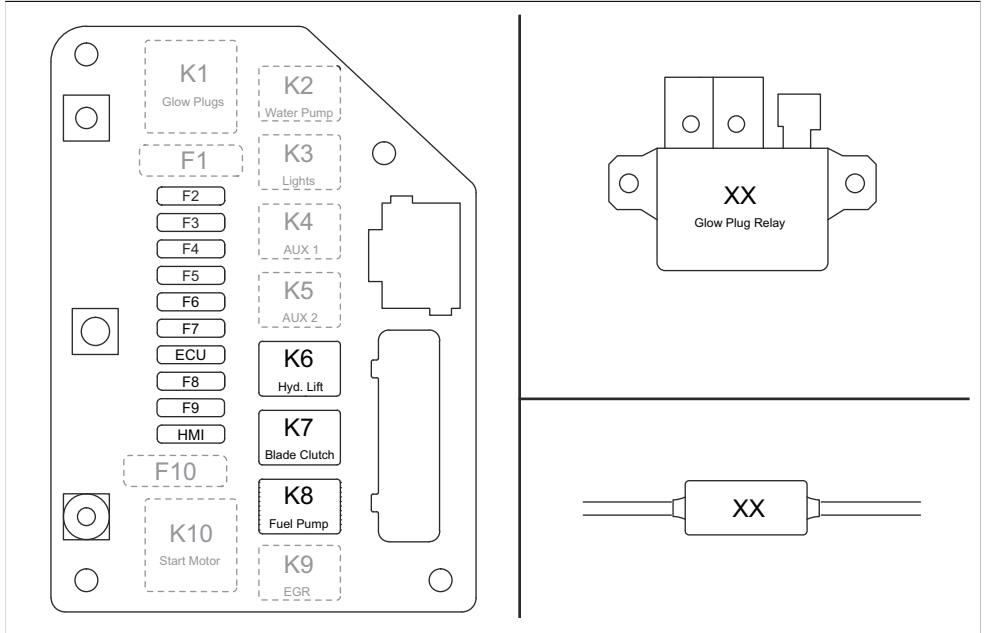 K1
Glow Plugs
F1
F2
F3
F4
F5
F6
F7
ECU
F8
F9
HMI
F10
K10
Start Motor
K2
Water Pump
K3
Lights
K4
AUX 1
K5
AUX 2
K6
Hyd. Lift
K7
Blade Clutch
K8
Fuel Pump
K9
EGR
XX
Glow Plug Relay
XX